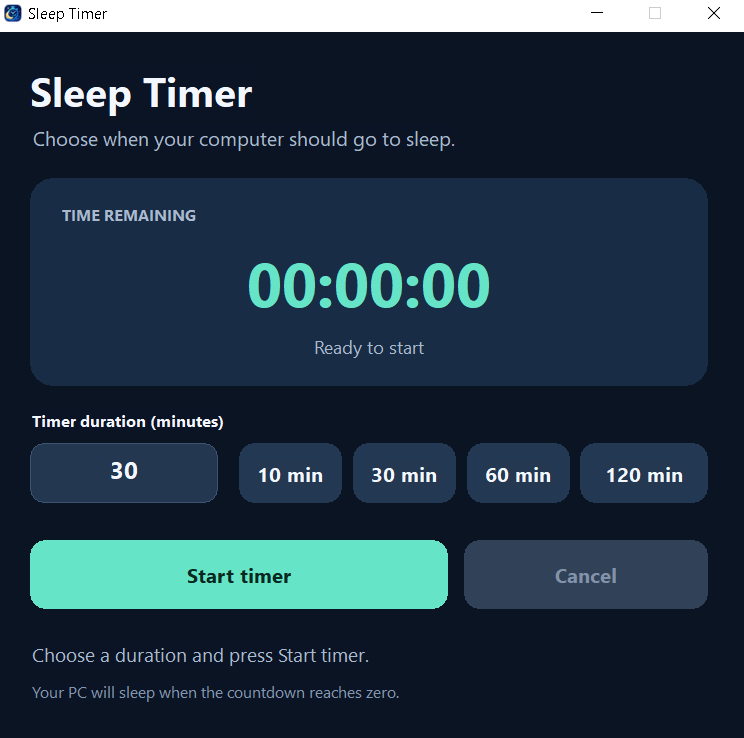 Sleep Timer
Sleep Timer
Choose when your computer should go to sleep.
TIME REMAINING
00:00:00
Ready to start
Timer duration (minutes)
30 10 min 30 min 60 min 120 min
Start timer Cancel
Choose a duration and press Start timer.
Your PC will sleep when the countdown reaches zero.